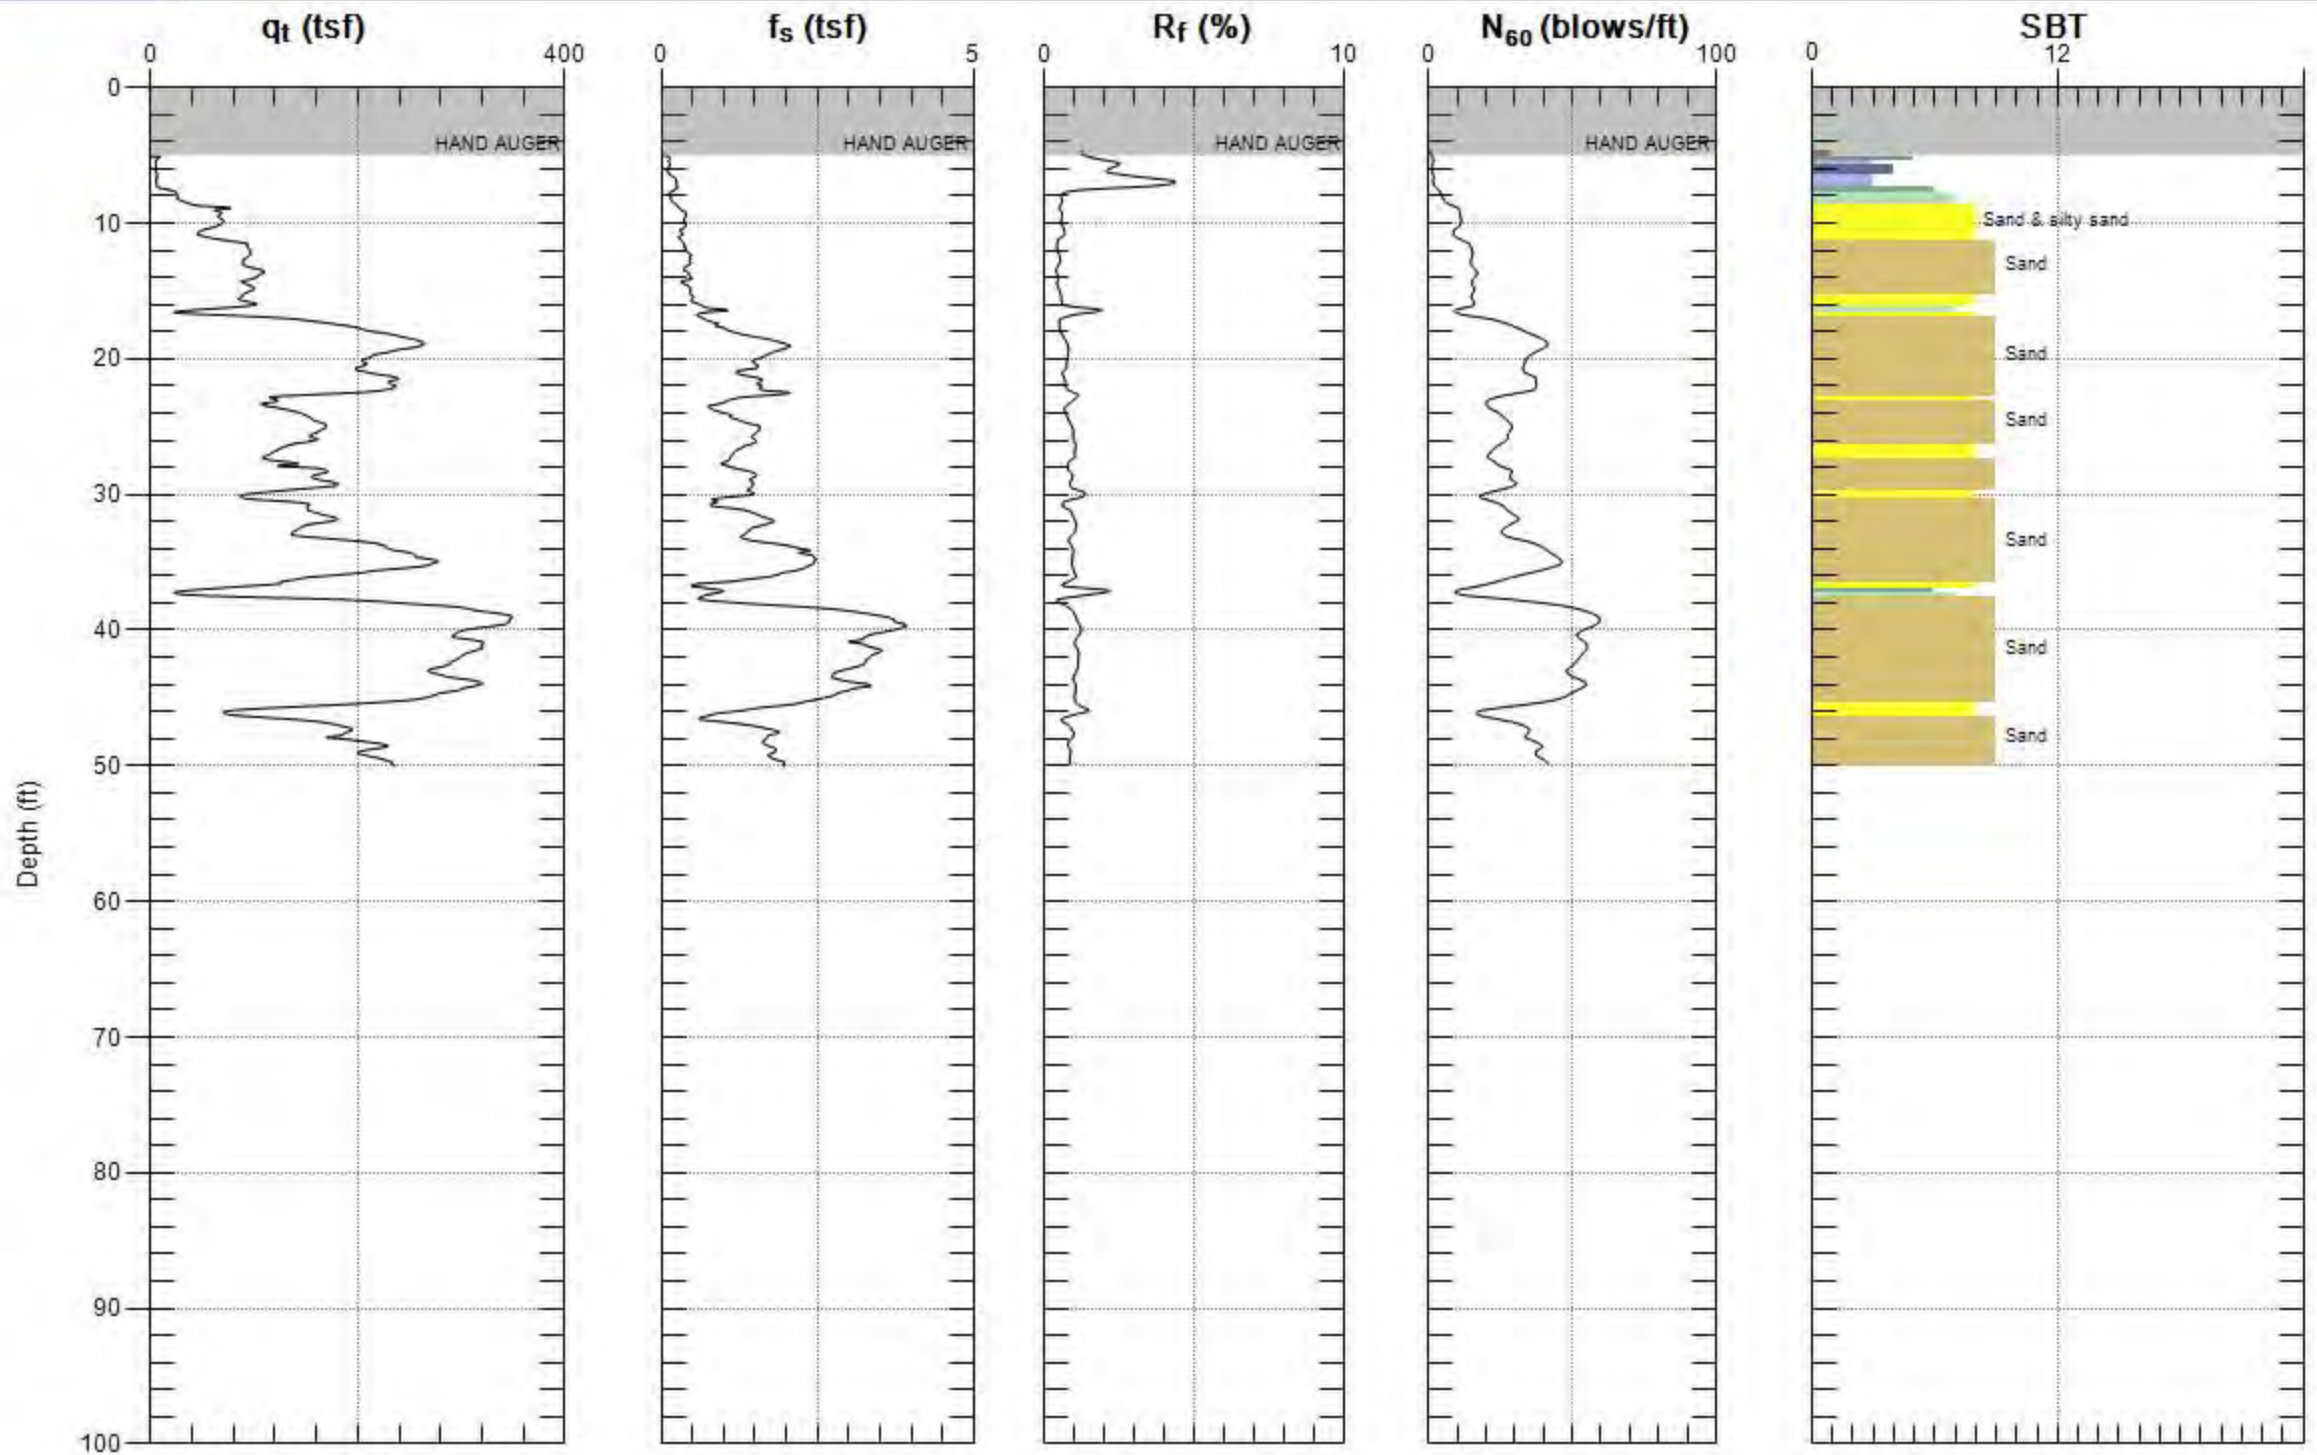 qt (tsf) fs (tsf) Rf (%) N60 (blows/ft) SBT
0 400 0 5 0 10 0 100 0 12
0
HAND AUGER HAND AUGER HAND AUGER HAND AUGER
10
Sand & silty sand
Sand
20
Sand
Sand
30
Sand
40
Sand
Sand
50
Depth (ft)
60
70
80
90
100